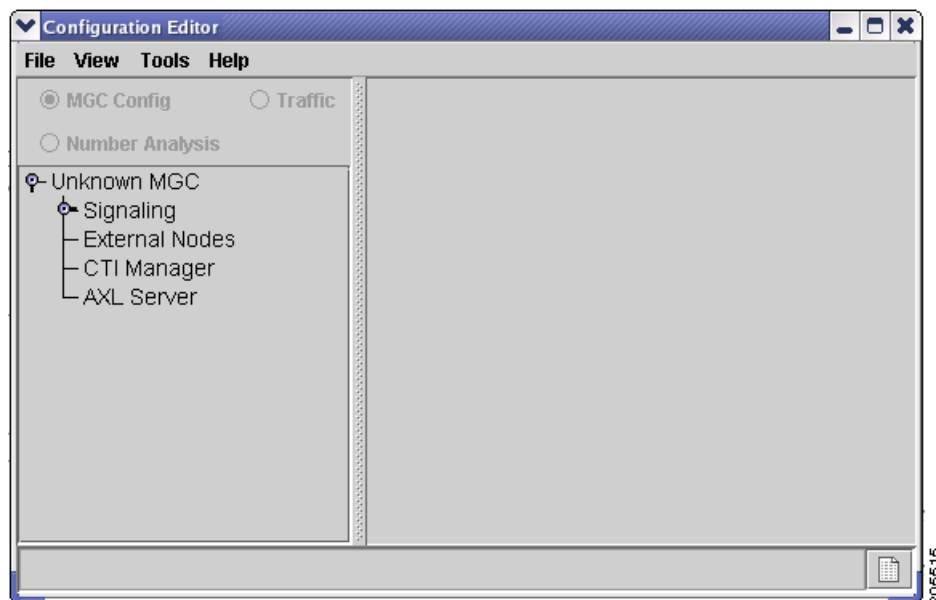 Configuration Editor
File View Tools Help
MGC Config Traffic
Number Analysis
Unknown MGC
Signaling
External Nodes
CTI Manager
AXL Server